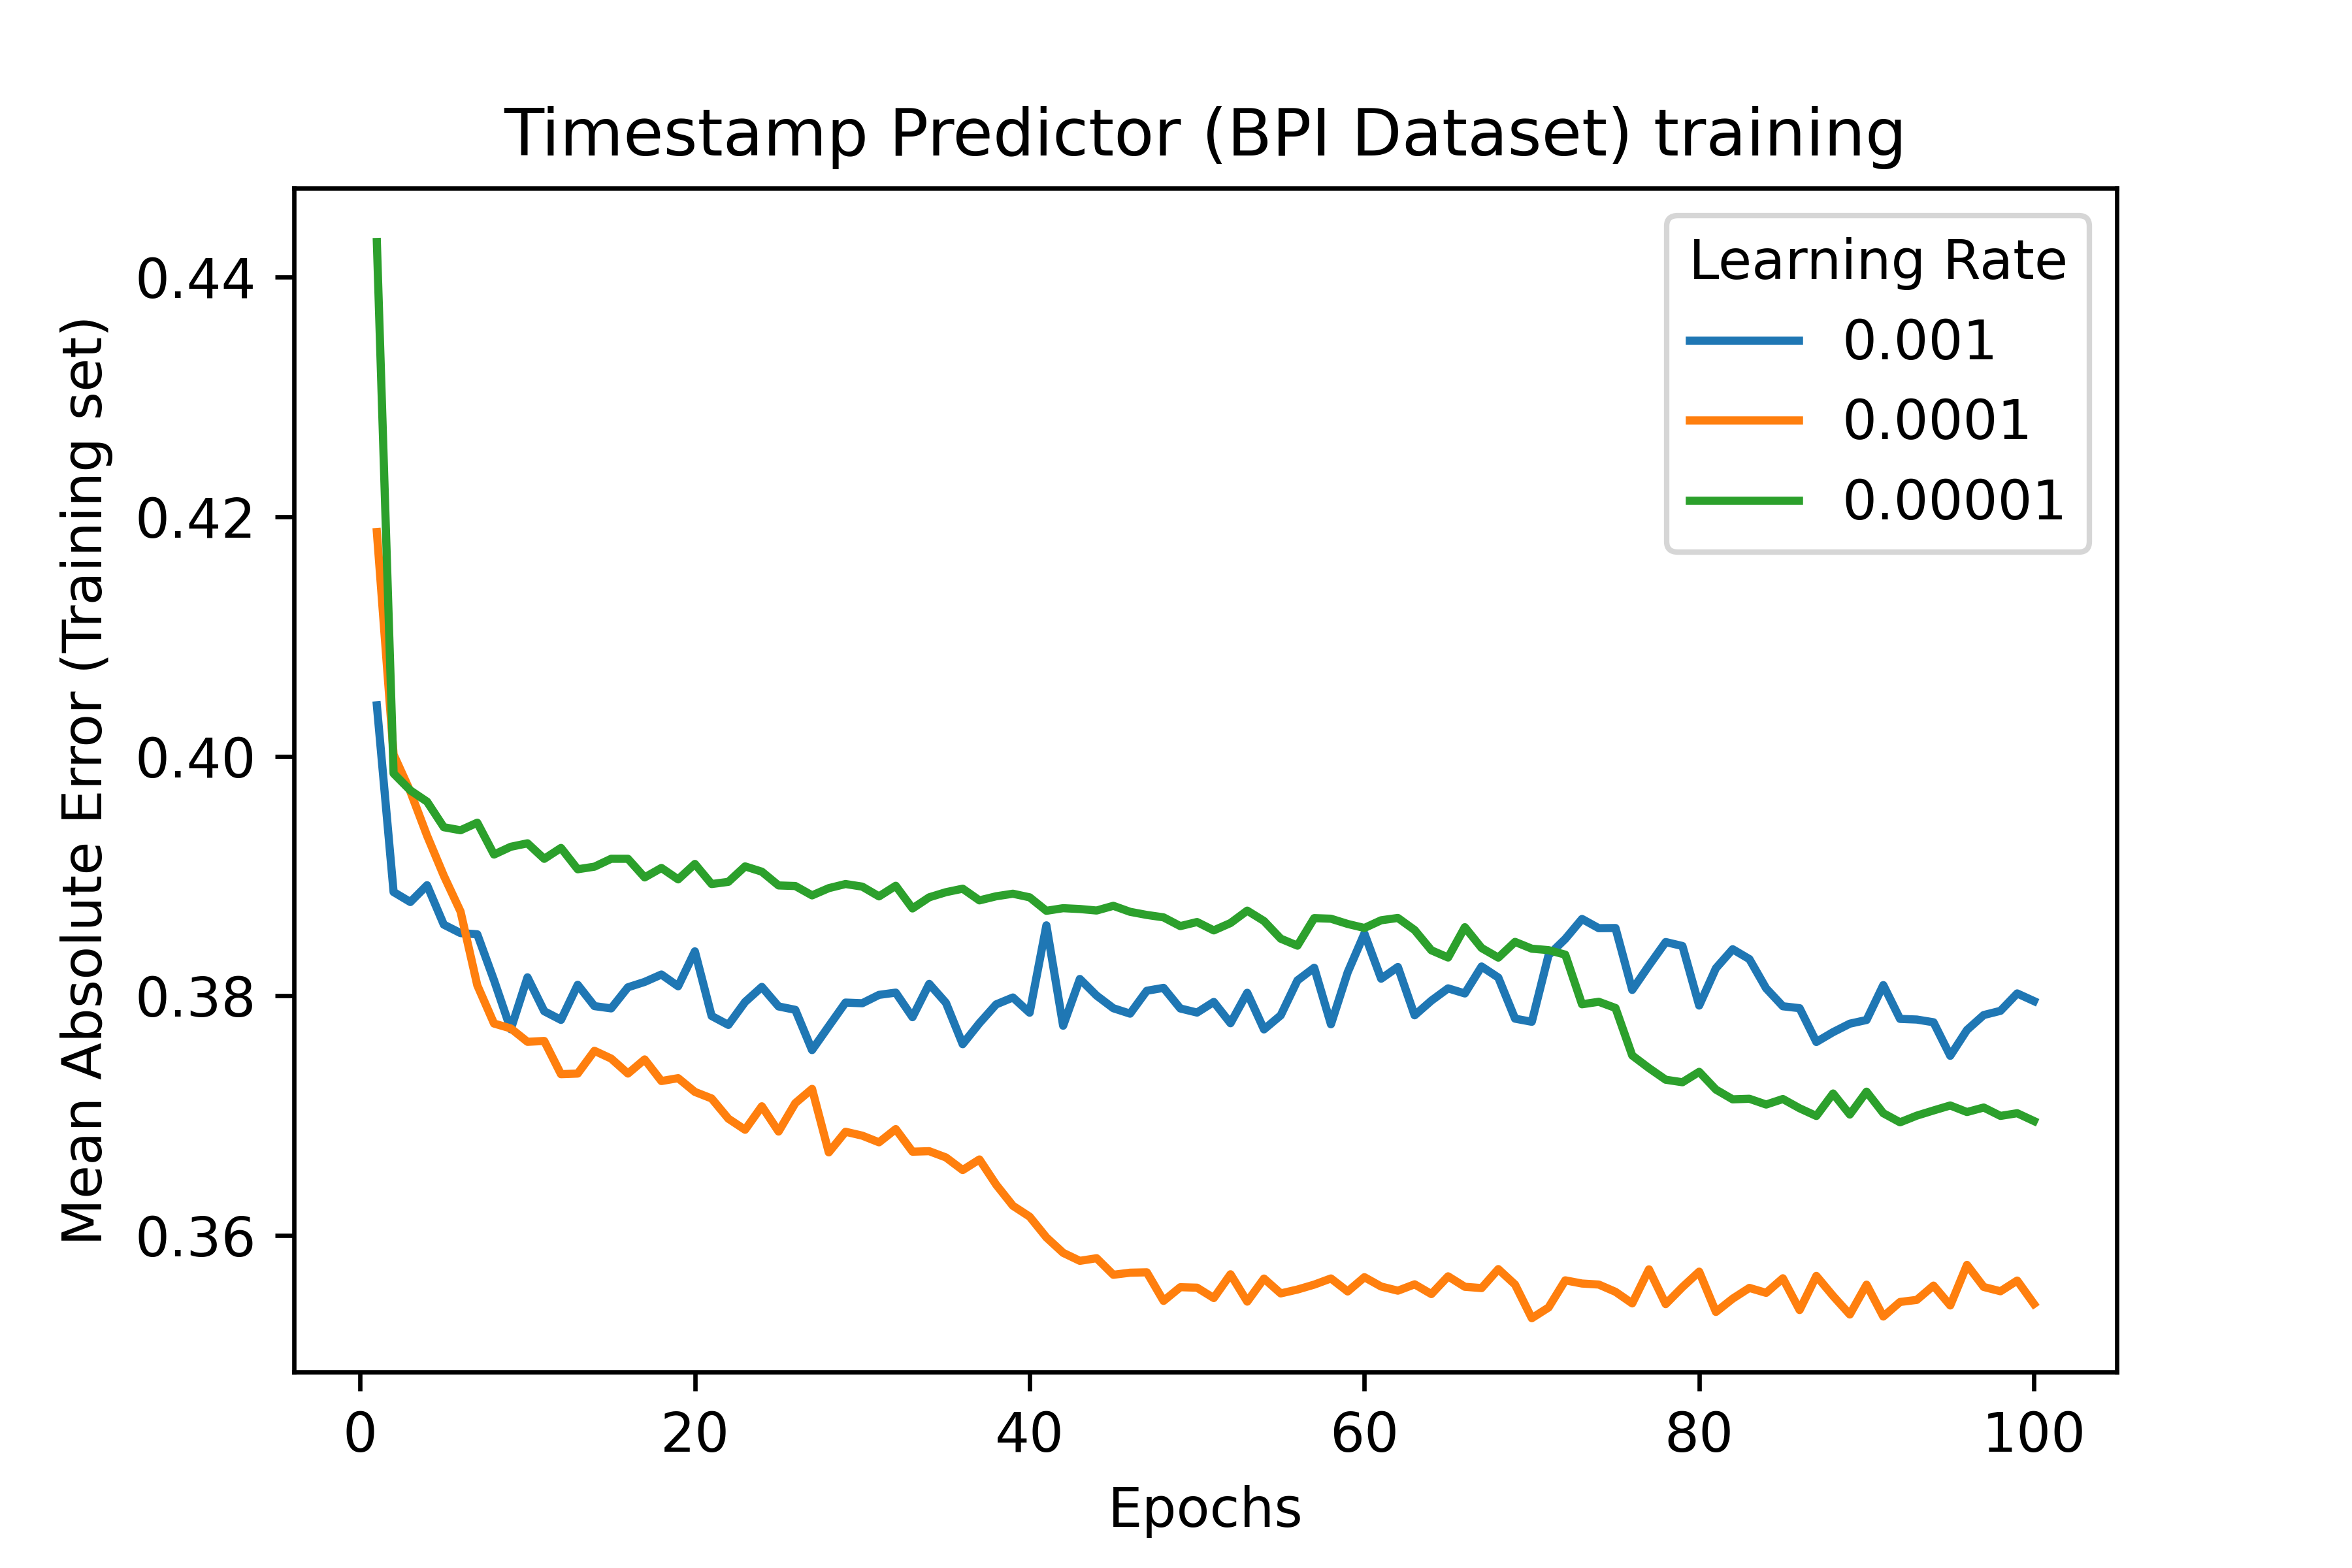 Timestamp Predictor (BPI Dataset) training
Mean Absolute Error (Training set)
0.44
0.42
0.40
0.38
0.36
Learning Rate
0.001
0.0001
0.00001
0 20 40 60 80 100
Epochs